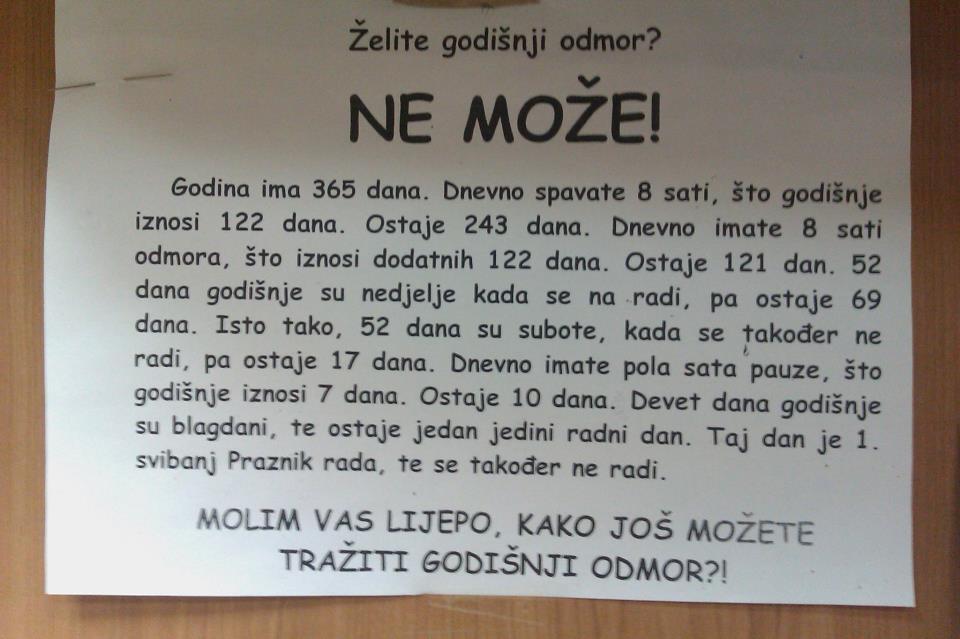 Želite godišnji odmor?
NE MOŽE!
Godina ima 365 dana. Dnevno spavate 8 sati, što godišnje
iznosi 122 dana. Ostaje 243 dana. Dnevno imate 8 sati
odmora, što iznosi dodatnih 122 dana. Ostaje 121 dan. 52
dana godišnje su nedjelje kada se na radi, pa ostaje 69
dana. Isto tako, 52 dana su subote, kada se također ne
radi, pa ostaje 17 dana. Dnevno imate pola sata pauze, što
godišnje iznosi 7 dana. Ostaje 10 dana. Devet dana godišnje
su blagdani, te ostaje jedan jedini radni dan. Taj dan je 1.
svibanj Praznik rada, te se također ne radi.
MOLIM VAS LIJEPO, KAKO JOŠ MOŽETE
TRAŽITI GODIŠNJI ODMOR?!